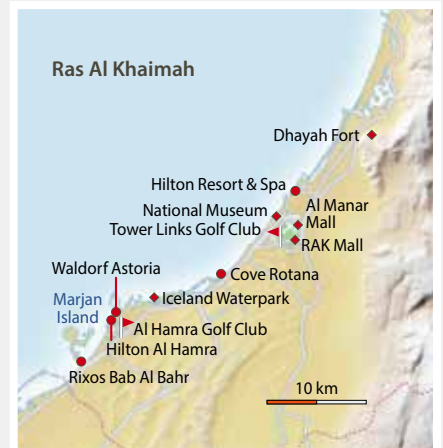 Ras Al Khaimah
Dhayah Fort
Hilton Resort & Spa
National Museum
Al Manar
Mall
Tower Links Golf Club
RAK Mall
Waldorf Astoria
Cove Rotana
Marjan
Island
Iceland Waterpark
Al Hamra Golf Club
Hilton Al Hamra
Rixos Bab Al Bahr
10 km